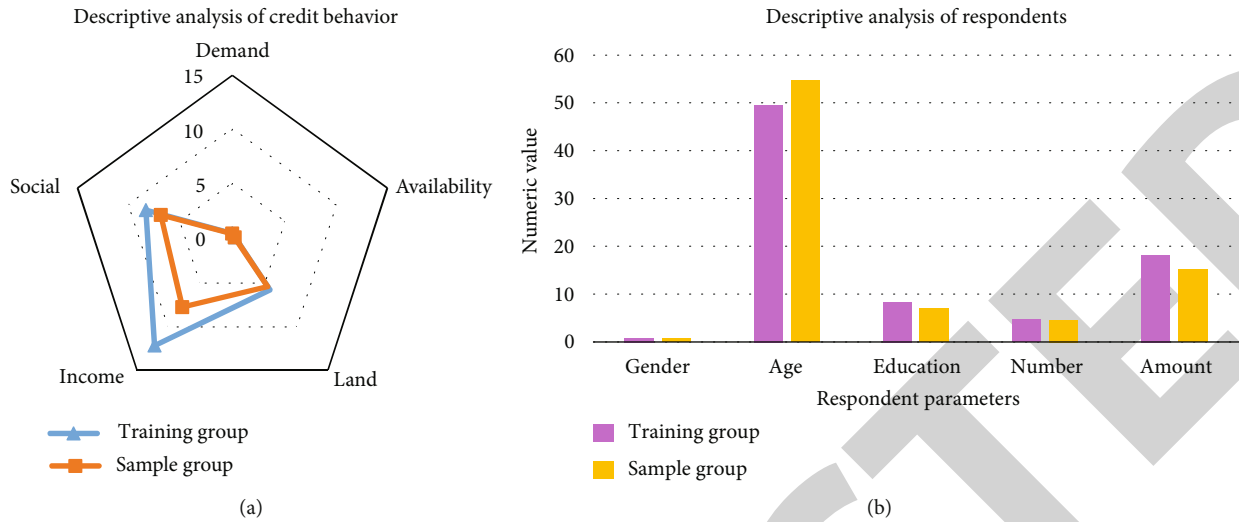 Descriptive analysis of credit behavior
Demand
15
10
5
0
Social
Availability
Income
Land
Training group
Sample group
(a)
Descriptive analysis of respondents
60
50
40
30
20
10
0
Numeric value
Gender Age Education Number Amount
Respondent parameters
Training group
Sample group
(b)